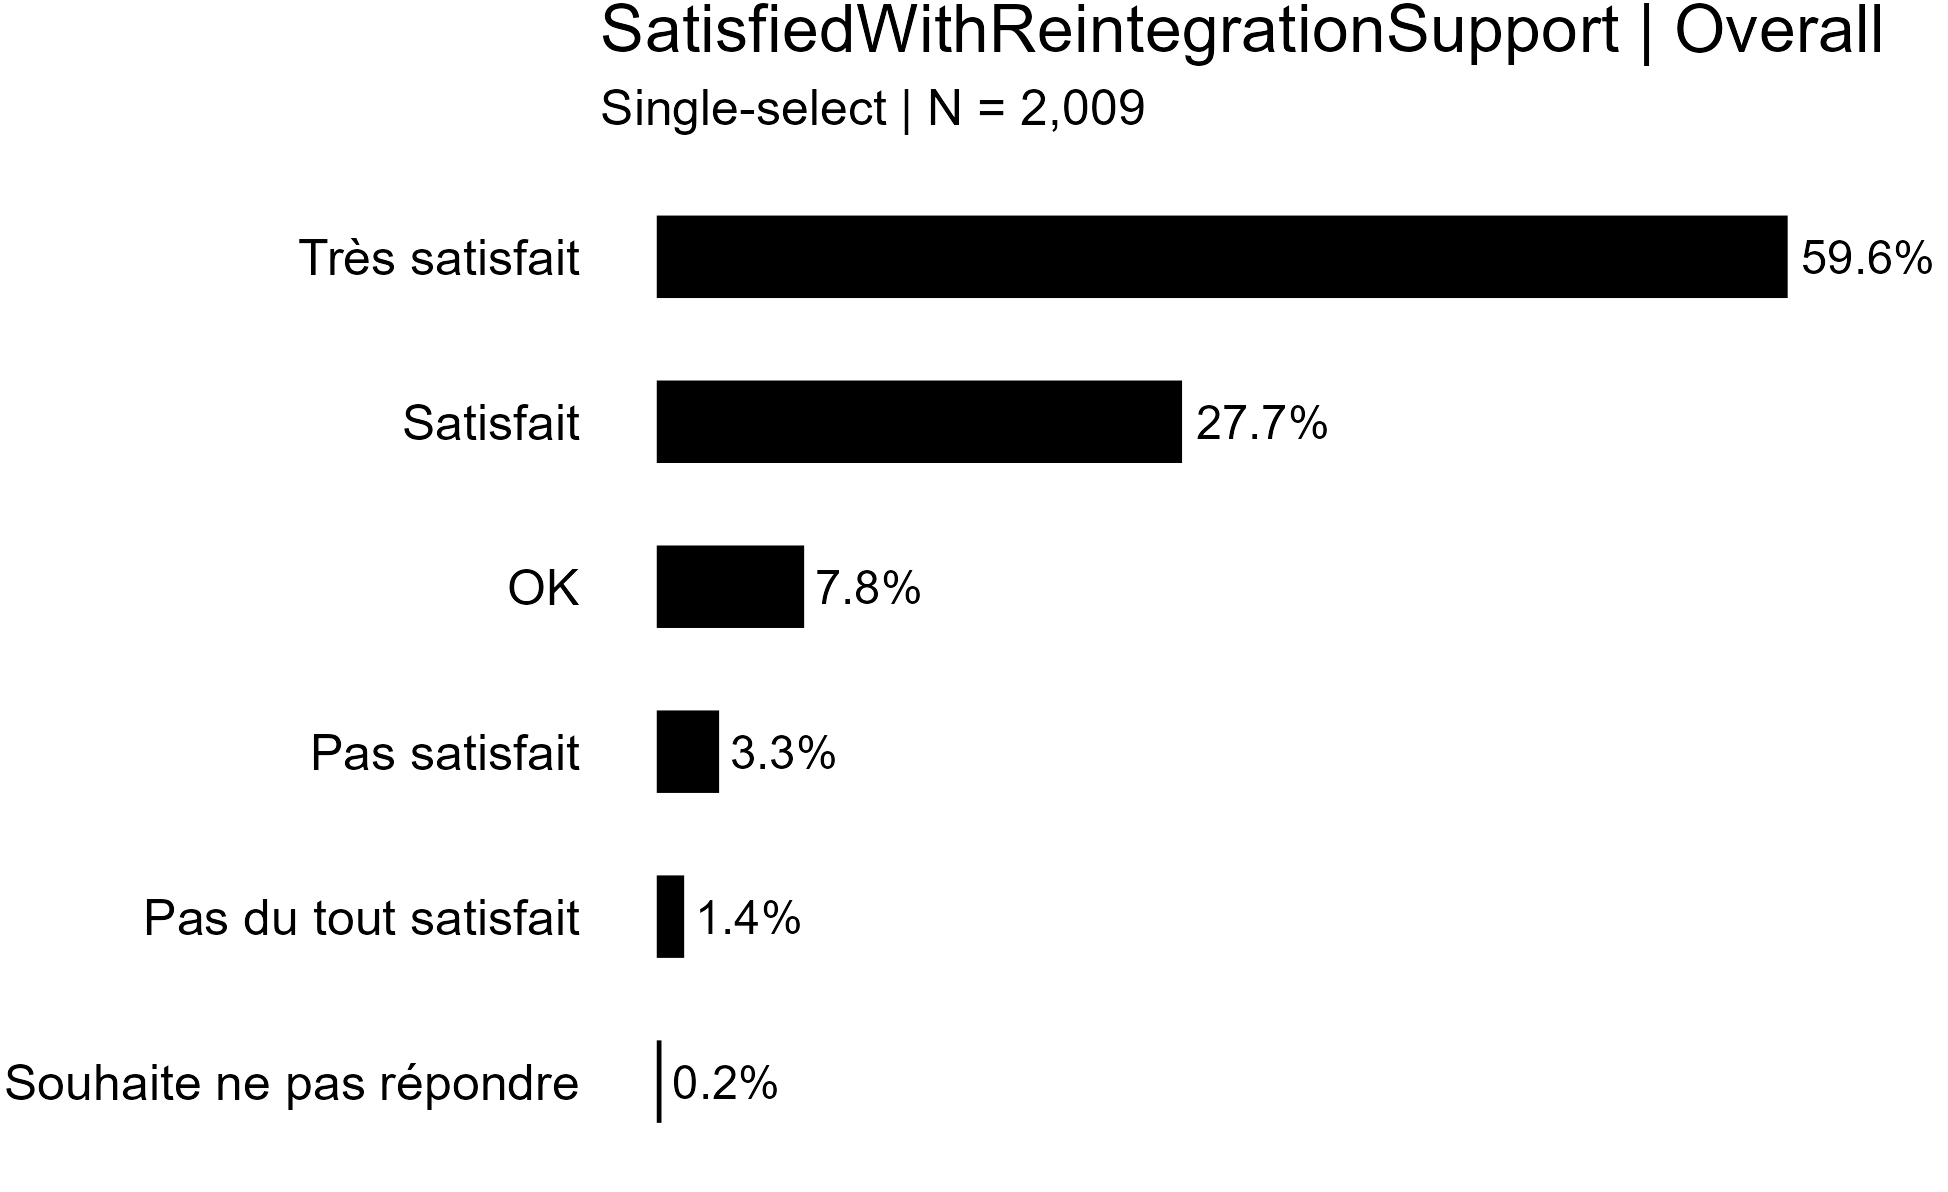 SatisfiedWithReintegrationSupport | Overall
Single-select | N = 2,009
Très satisfait 59.6%
Satisfait 27.7%
OK 7.8%
Pas satisfait 3.3%
Pas du tout satisfait 1.4%
Souhaite ne pas répondre 0.2%